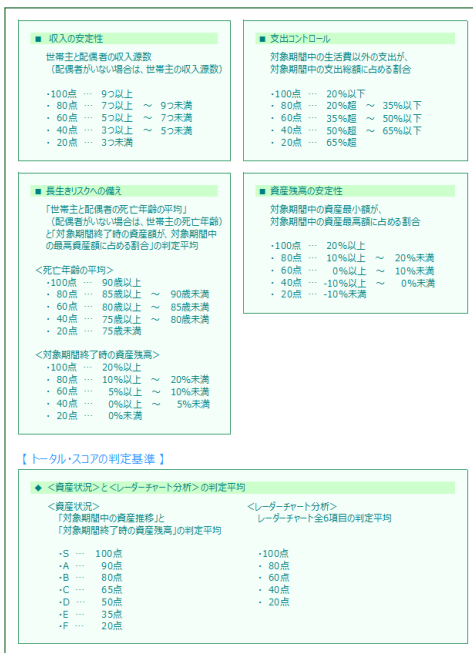 ■ 収入の安定性
世帯主と配偶者の収入源数
（配偶者がいない場合は、世帯主の収入源数）
・100点 … 9つ以上
・ 80点 … 7つ以上 ～ 9つ未満
・ 60点 … 5つ以上 ～ 7つ未満
・ 40点 … 3つ以上 ～ 5つ未満
・ 20点 … 3つ未満
■ 支出コントロール
対象期間中の生活費以外の支出が、
対象期間中の支出総額に占める割合
・100点 … 20%以下
・ 80点 … 20%超 ～ 35%以下
・ 60点 … 35%超 ～ 50%以下
・ 40点 … 50%超 ～ 65%以下
・ 20点 … 65%超
■ 長生きリスクへの備え
「世帯主と配偶者の死亡年齢の平均」
（配偶者がいない場合は、世帯主の死亡年齢）
と「対象期間終了時の資産額が、対象期間中
の最高資産額に占める割合」の判定平均
＜死亡年齢の平均＞
・100点 … 90歳以上
・ 80点 … 85歳以上 ～ 90歳未満
・ 60点 … 80歳以上 ～ 85歳未満
・ 40点 … 75歳以上 ～ 80歳未満
・ 20点 … 75歳未満
＜対象期間終了時の資産残高＞
・100点 … 20%以上
・ 80点 … 10%以上 ～ 20%未満
・ 60点 … 5%以上 ～ 10%未満
・ 40点 … 0%以上 ～ 5%未満
・ 20点 … 0%未満
■ 資産残高の安定性
対象期間中の資産最小額が、
対象期間中の資産最高額に占める割合
・100点 … 20%以上
・ 80点 … 10%以上 ～ 20%未満
・ 60点 … 0%以上 ～ 10%未満
・ 40点 … -10%以上 ～ 0%未満
・ 20点 … -10%未満
【 トータル・スコアの判定基準 】
◆ ＜資産状況＞と＜レーダーチャート分析＞の判定平均
＜資産状況＞
「対象期間中の資産推移」と
「対象期間終了時の資産残高」の判定平均
・S … 100点
・A … 90点
・B … 80点
・C … 65点
・D … 50点
・E … 35点
・F … 20点
＜レーダーチャート分析＞
レーダーチャート全6項目の判定平均
・100点
・ 80点
・ 60点
・ 40点
・ 20点